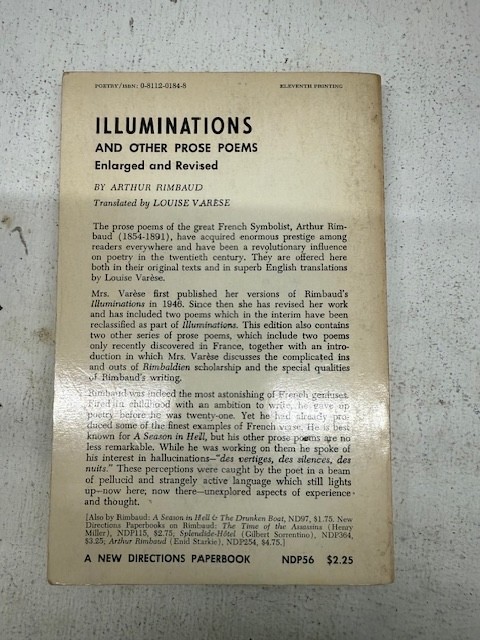 POETRY/ISBN: 0-8112-0184-8 ELEVENTH PRINTING
ILLUMINATIONS
AND OTHER PROSE POEMS
Enlarged and Revised
BY ARTHUR RIMBAUD
Translated by LOUISE VARÈSE
The prose poems of the great French Symbolist, Arthur Rim-
baud (1854-1891), have acquired enormous prestige among
readers everywhere and have been a revolutionary influence
on poetry in the twentieth century. They are offered here
both in their original texts and in superb English translations
by Louise Varèse.
Mrs. Varèse first published her versions of Rimbaud's
Illuminations in 1946. Since then she has revised her work
and has included two poems which in the interim have been
reclassified as part of Illuminations. This edition also contains
two other series of prose poems, which include two poems
only recently discovered in France, together with an intro-
duction in which Mrs. Varèse discusses the complicated ins
and outs of Rimbaldien scholarship and the special qualities
of Rimbaud's writing.
Rimbaud was indeed the most astonishing of French geniuses.
Fired in childhood with an ambition to write, he gave up
poetry before he was twenty-one. Yet he had already pro-
duced some of the finest examples of French verse. He is best
known for A Season in Hell, but his other prose poems are no
less remarkable. While he was working on them he spoke of
his interest in hallucinations—"des vertiges, des silences, des
nuits." These perceptions were caught by the poet in a beam
of pellucid and strangely active language which still lights
up—now here, now there—unexplored aspects of experience
and thought.
[Also by Rimbaud: A Season in Hell & The Drunken Boat, ND97, $1.75. New
Directions Paperbooks on Rimbaud: The Time of the Assassins (Henry
Miller), NDP115, $2.75; Splendide-Hôtel (Gilbert Sorrentino), NDP364,
$3.25; Arthur Rimbaud (Enid Starkie), NDP254, $4.75.]
A NEW DIRECTIONS PAPERBOOK NDP56 $2.25